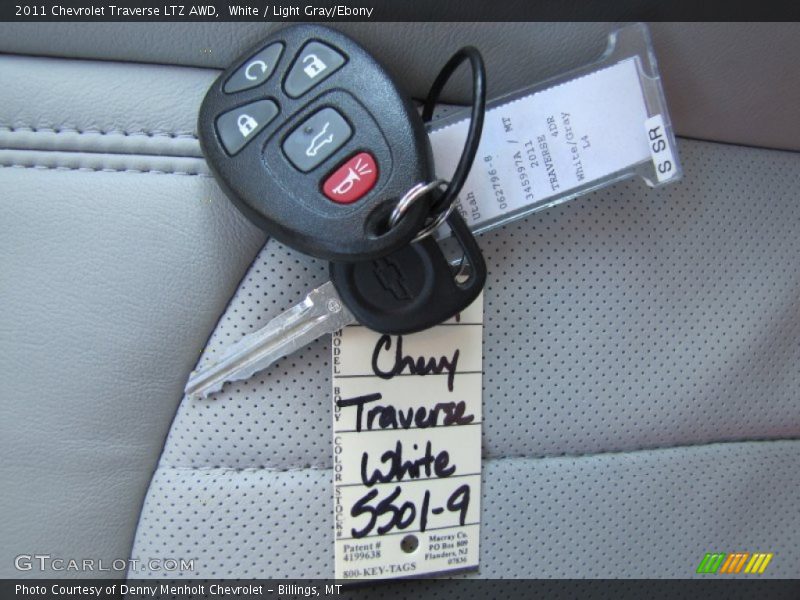 2011 Chevrolet Traverse LTZ AWD,  White / Light Gray/Ebony
S SR
Utah
062796-8
345997A / MT
2011
TRAVERSE 4DR
White/Gray
L4
MODEL Chevy
BODY Traverse
COLOR White
STOCK# 5501-9
Patent #
4199638
Macray Co.
PO Box 809
Flanders, NJ
07836
800-KEY-TAGS
GTCarlot.com
Photo Courtesy of Denny Menholt Chevrolet - Billings, MT